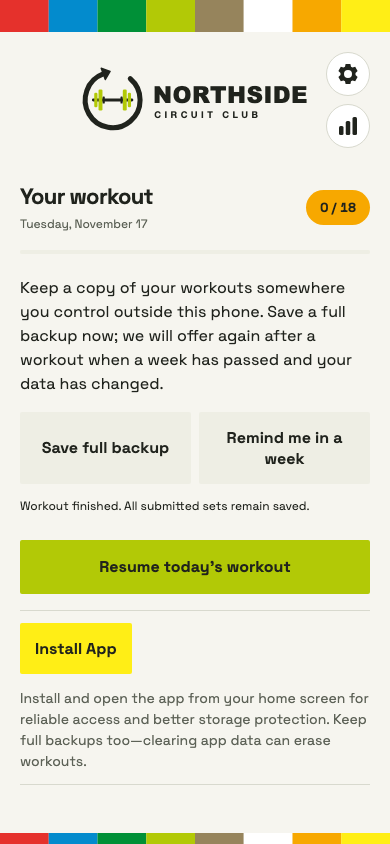 NORTHSIDE
CIRCUIT CLUB
Your workout
Tuesday, November 17
0 / 18
Keep a copy of your workouts somewhere
you control outside this phone. Save a full
backup now; we will offer again after a
workout when a week has passed and your
data has changed.
Save full backup
Remind me in a
week
Workout finished. All submitted sets remain saved.
Resume today’s workout
Install App
Install and open the app from your home screen for
reliable access and better storage protection. Keep
full backups too—clearing app data can erase
workouts.